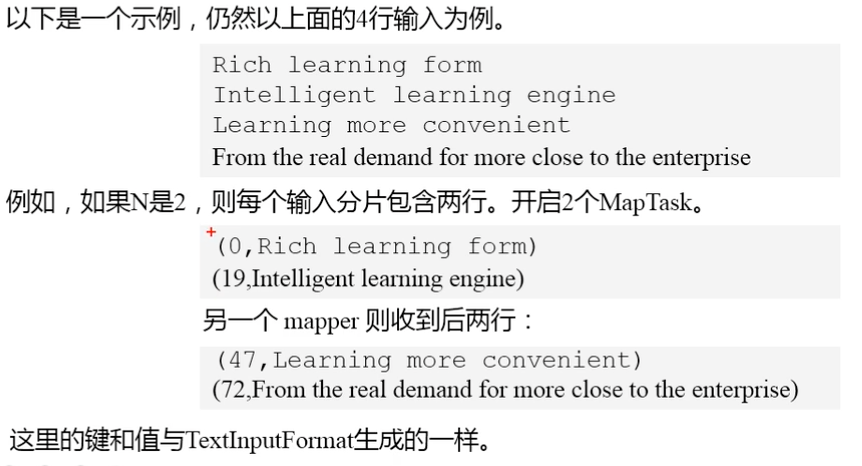 以下是一个示例，仍然以上面的4行输入为例。
Rich learning form
Intelligent learning engine
Learning more convenient
From the real demand for more close to the enterprise
例如，如果N是2，则每个输入分片包含两行。开启2个MapTask。
(0,Rich learning form)
(19,Intelligent learning engine)
另一个 mapper 则收到后两行：
(47,Learning more convenient)
(72,From the real demand for more close to the enterprise)
这里的键和值与TextInputFormat生成的一样。